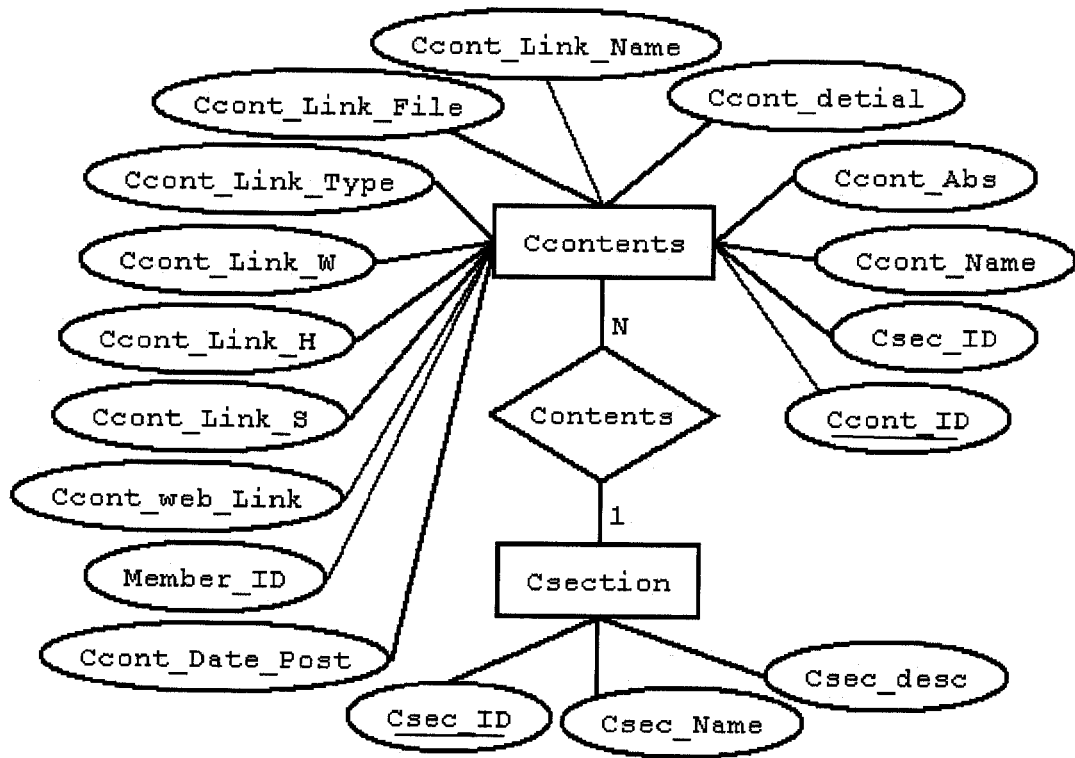 Ccont_Link_Name
Ccont_Link_File
Ccont_detial
Ccont_Link_Type
Ccont_Abs
Ccontents
Ccont_Link_W
Ccont_Name
Ccont_Link_H
N
Csec_ID
Ccont_Link_S
Contents
Ccont_ID
Ccont_web_Link
1
Member_ID
Csection
Ccont_Date_Post
Csec_desc
Csec_ID
Csec_Name